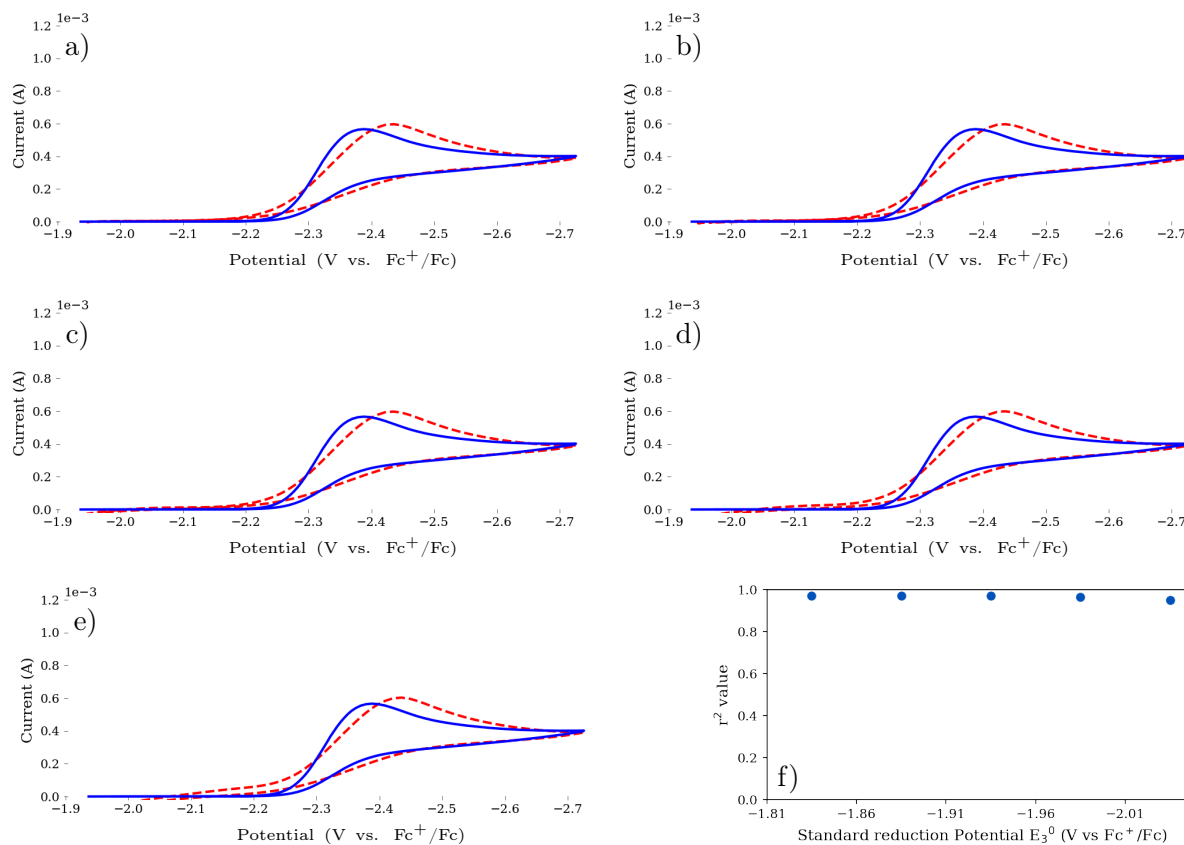 1e−3
a)
1.2
1.0
0.8
0.6
0.4
0.2
0.0
Current (A)
−1.9 −2.0 −2.1 −2.2 −2.3 −2.4 −2.5 −2.6 −2.7
Potential (V vs. Fc⁺/Fc)
1e−3
b)
1.2
1.0
0.8
0.6
0.4
0.2
0.0
Current (A)
−1.9 −2.0 −2.1 −2.2 −2.3 −2.4 −2.5 −2.6 −2.7
Potential (V vs. Fc⁺/Fc)
1e−3
c)
1.2
1.0
0.8
0.6
0.4
0.2
0.0
Current (A)
−1.9 −2.0 −2.1 −2.2 −2.3 −2.4 −2.5 −2.6 −2.7
Potential (V vs. Fc⁺/Fc)
1e−3
d)
1.2
1.0
0.8
0.6
0.4
0.2
0.0
Current (A)
−1.9 −2.0 −2.1 −2.2 −2.3 −2.4 −2.5 −2.6 −2.7
Potential (V vs. Fc⁺/Fc)
1e−3
e)
1.2
1.0
0.8
0.6
0.4
0.2
0.0
Current (A)
−1.9 −2.0 −2.1 −2.2 −2.3 −2.4 −2.5 −2.6 −2.7
Potential (V vs. Fc⁺/Fc)
1.0
0.8
0.6
0.4
0.2
0.0
r² value
f)
−1.81 −1.86 −1.91 −1.96 −2.01
Standard reduction Potential E₃⁰ (V vs Fc⁺/Fc)